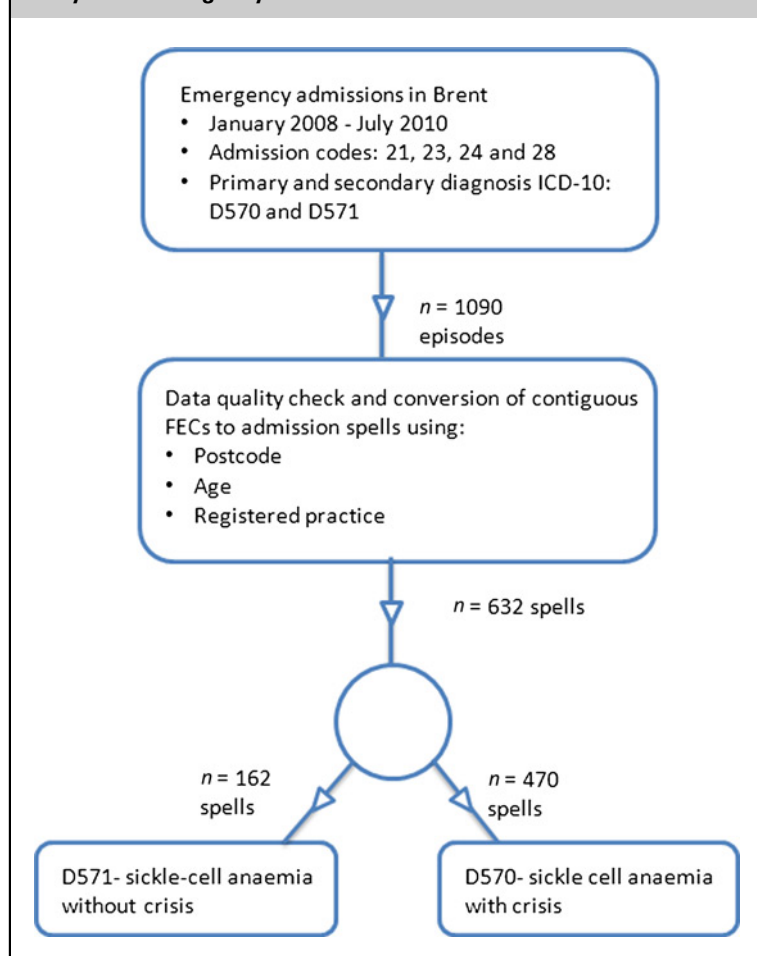 Emergency admissions in Brent
• January 2008 - July 2010
• Admission codes: 21, 23, 24 and 28
• Primary and secondary diagnosis ICD-10:
D570 and D571
n = 1090
episodes
Data quality check and conversion of contiguous
FECs to admission spells using:
• Postcode
• Age
• Registered practice
n = 632 spells
n = 162
spells
n = 470
spells
D571- sickle-cell anaemia
without crisis
D570- sickle cell anaemia
with crisis